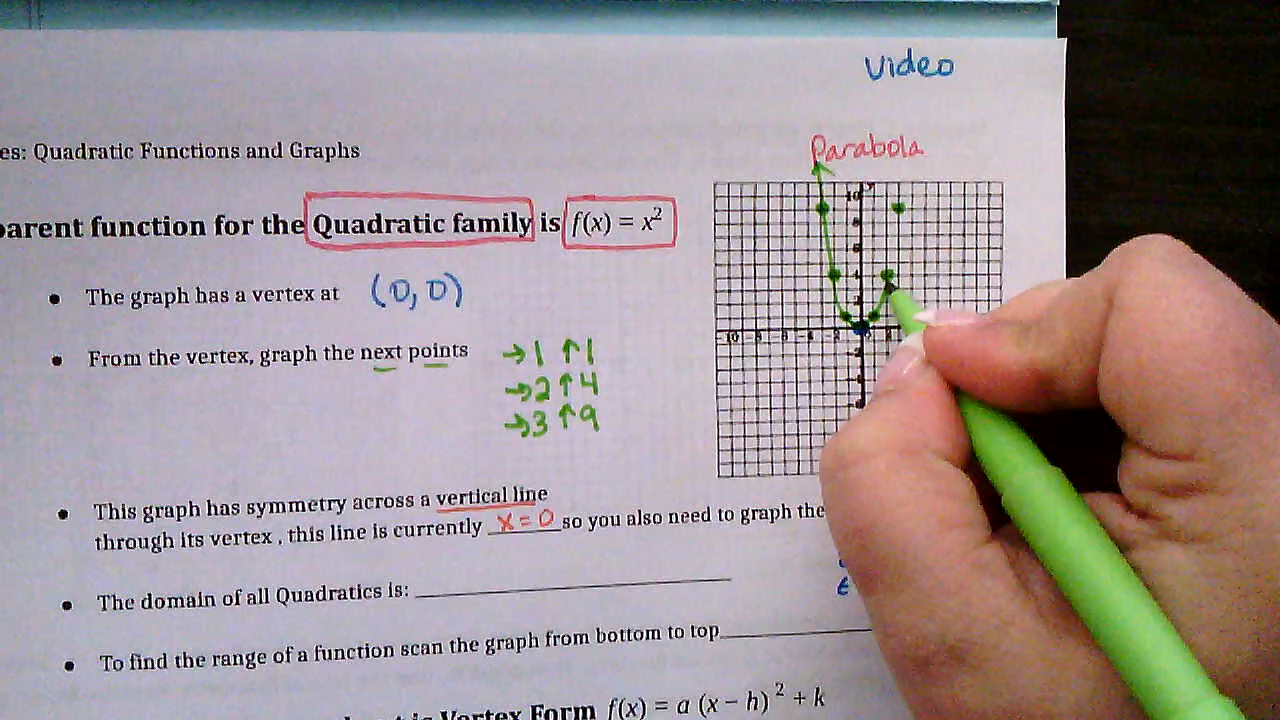 Video
es: Quadratic Functions and Graphs
Parabola
parent function for the Quadratic family is f(x) = x²
The graph has a vertex at (0,0)
From the vertex, graph the next points →1 ↑1
→2 ↑4
→3 ↑9
10
-10
This graph has symmetry across a vertical line
through its vertex , this line is currently x=0 so you also need to graph the
The domain of all Quadratics is:
To find the range of a function scan the graph from bottom to top
Vertex Form f(x) = a (x – h)² + k